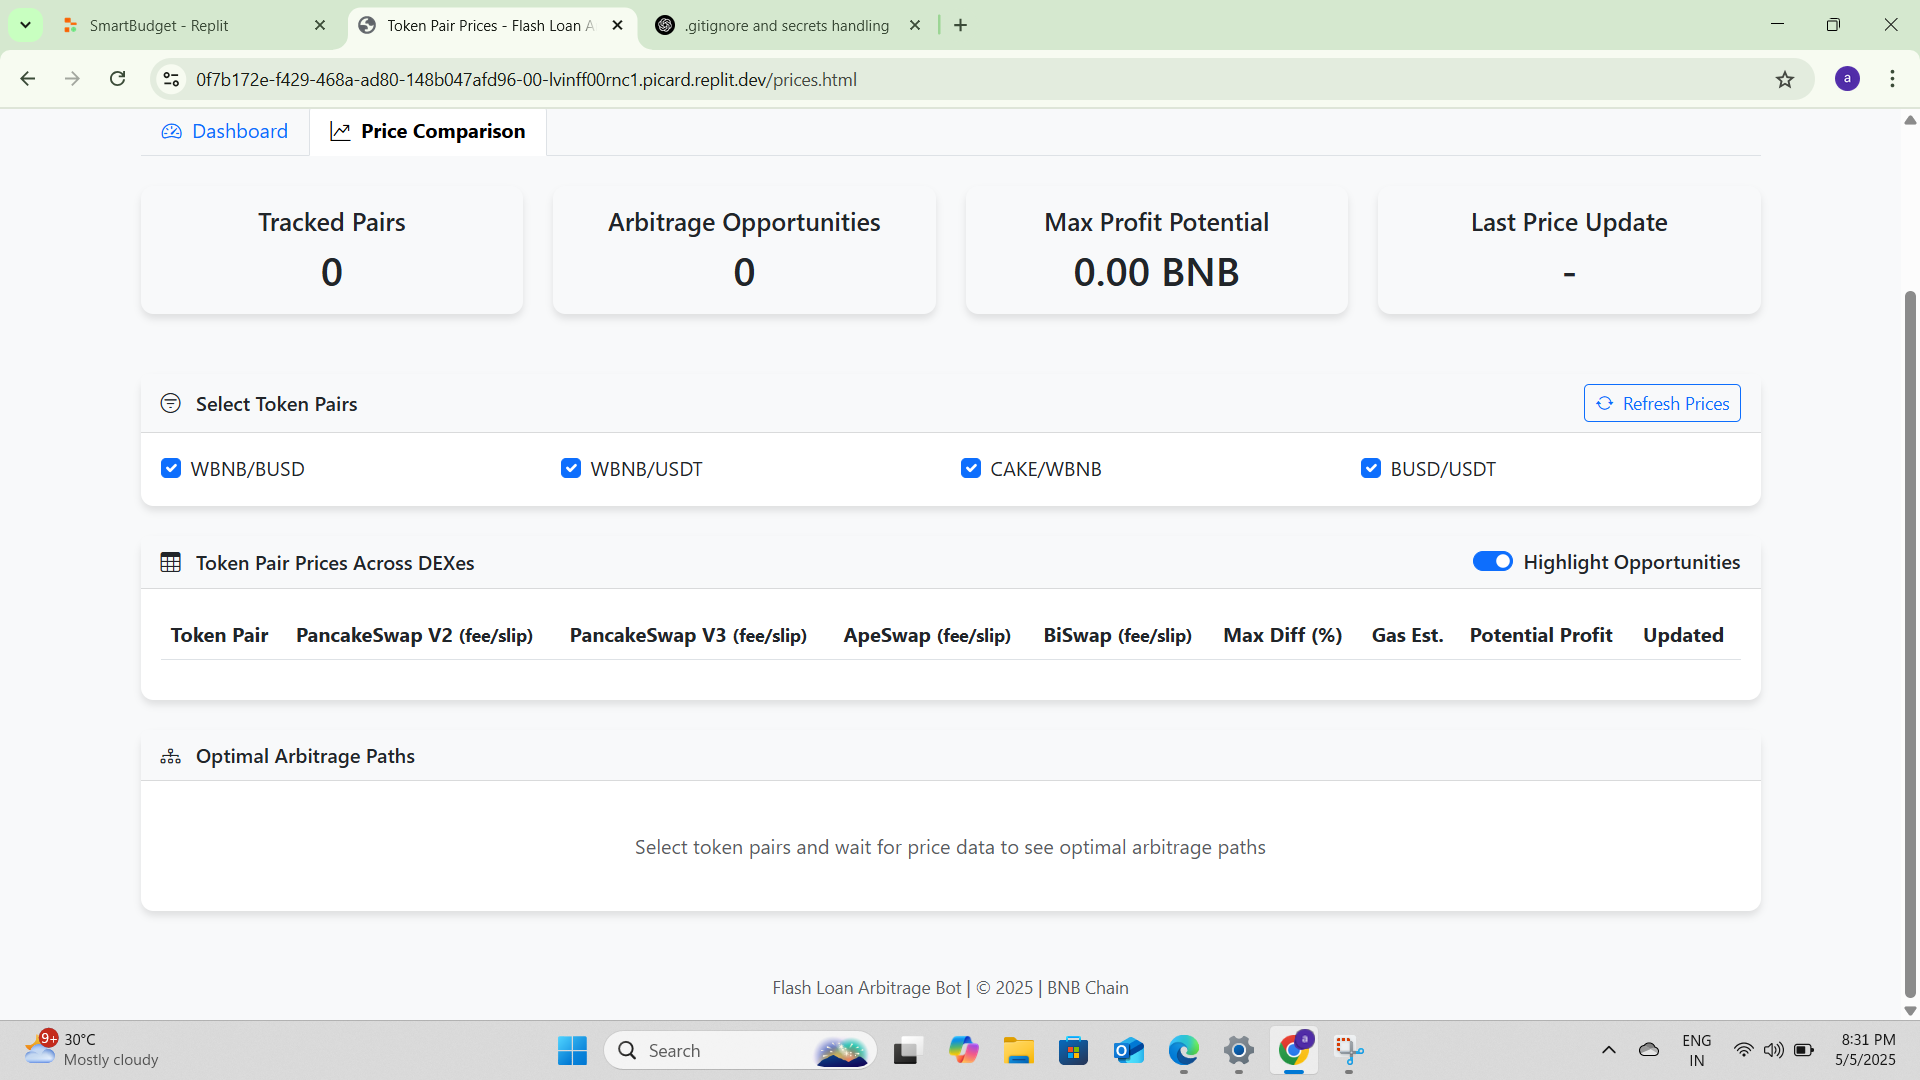 SmartBudget - Replit
Token Pair Prices - Flash Loan A
.gitignore and secrets handling
0f7b172e-f429-468a-ad80-148b047afd96-00-lvinff00rnc1.picard.replit.dev/prices.html
a
Dashboard
Price Comparison
Tracked Pairs
0
Arbitrage Opportunities
0
Max Profit Potential
0.00 BNB
Last Price Update
-
Select Token Pairs
Refresh Prices
WBNB/BUSD
WBNB/USDT
CAKE/WBNB
BUSD/USDT
Token Pair Prices Across DEXes
Highlight Opportunities
Token Pair
PancakeSwap V2 (fee/slip)
PancakeSwap V3 (fee/slip)
ApeSwap (fee/slip)
BiSwap (fee/slip)
Max Diff (%)
Gas Est.
Potential Profit
Updated
Optimal Arbitrage Paths
Select token pairs and wait for price data to see optimal arbitrage paths
Flash Loan Arbitrage Bot | © 2025 | BNB Chain
9+
30°C
Mostly cloudy
Search
a
ENG
IN
8:31 PM
5/5/2025